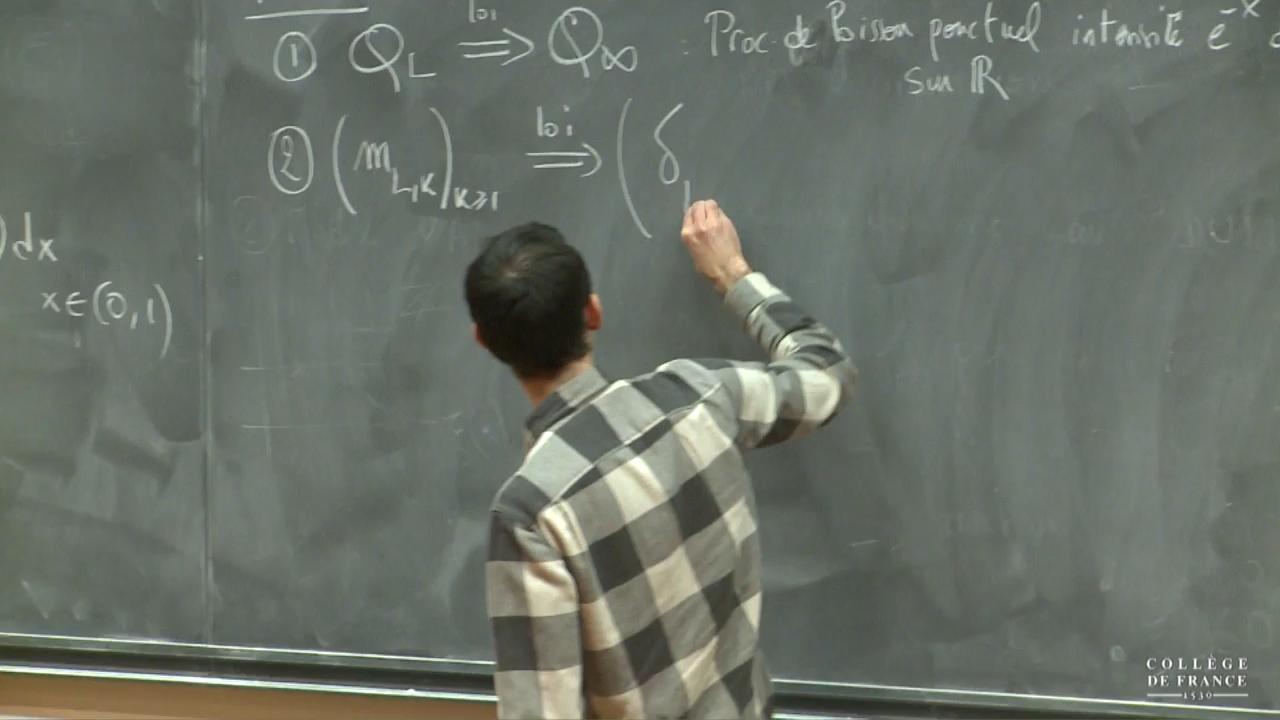 ① Q_L ⟹ loi Q_∞ : Proc. de Poisson ponctuel intensité e^{-x}
sur ℝ
② (m_{L,K})_{K≥1} ⟹ loi (δ
)dx
x∈(0,1)
COLLÈGE
DE FRANCE
1530